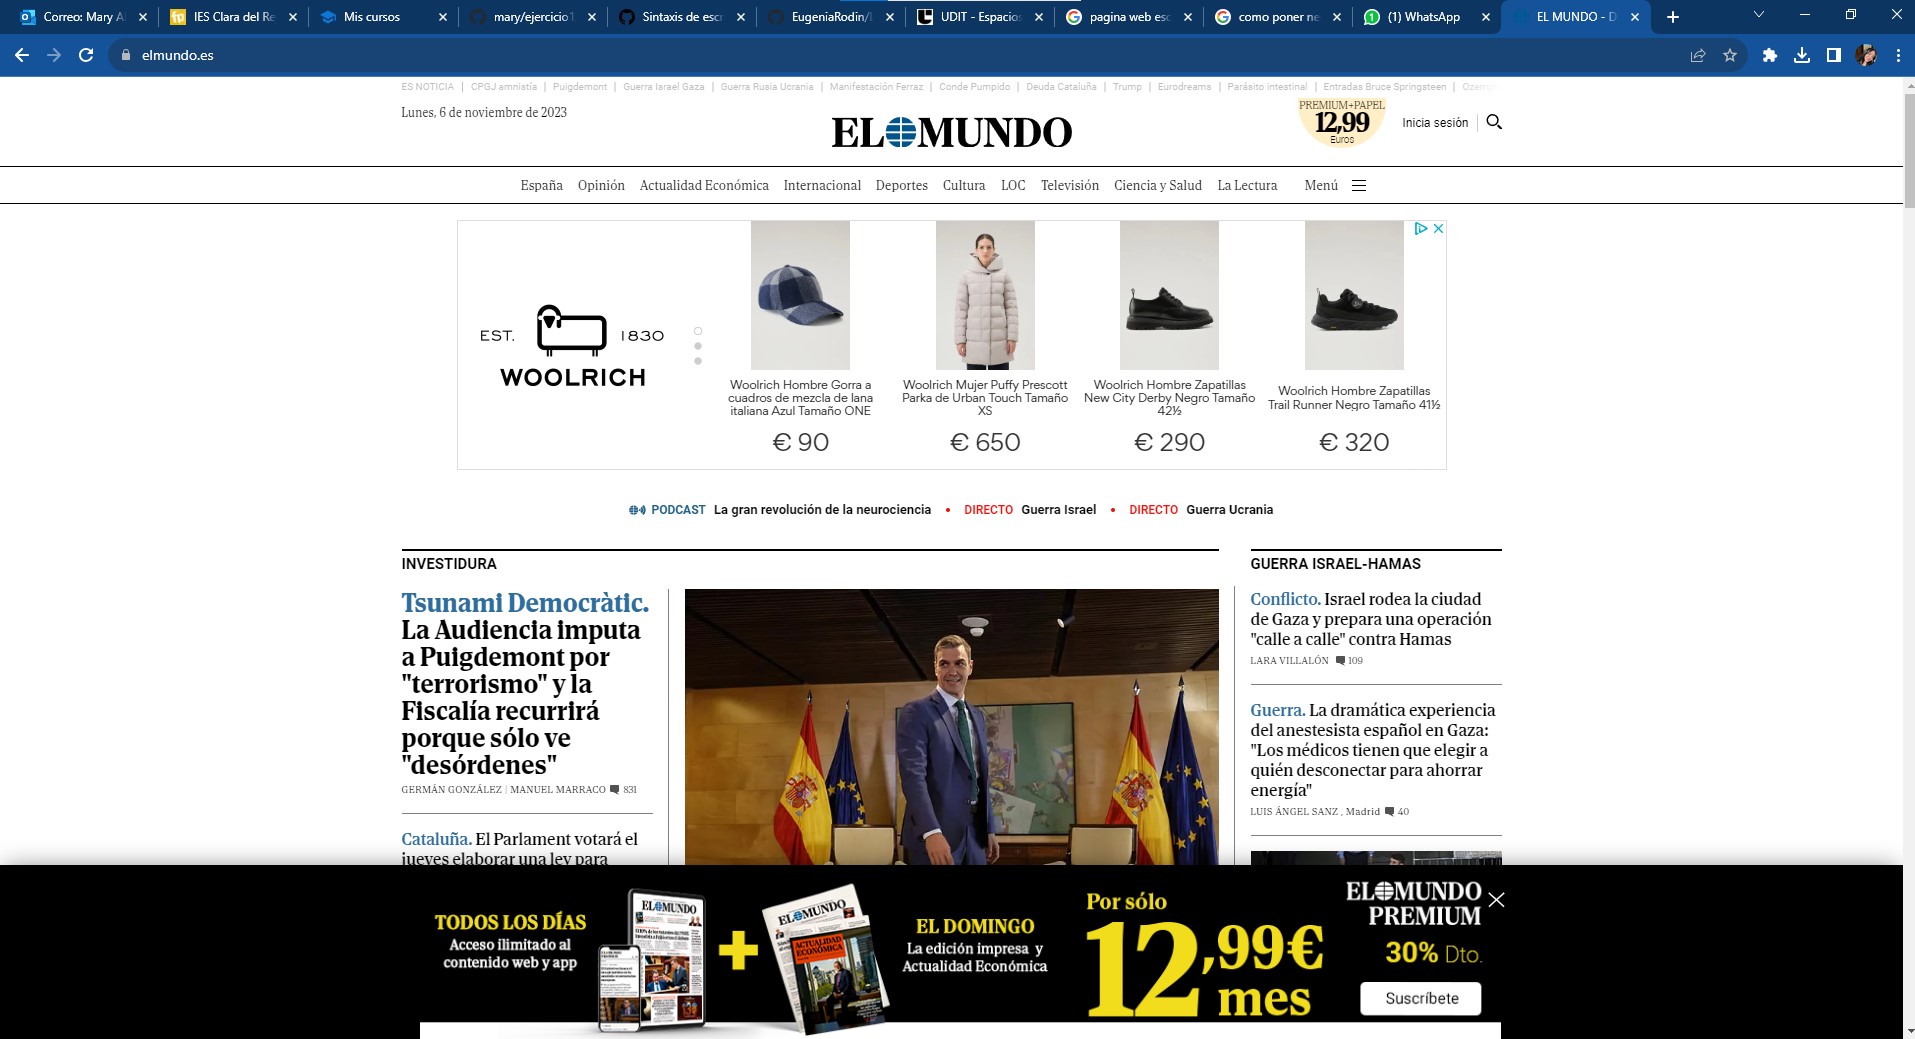 Correo: Mary Al
IES Clara del Re
Mis cursos
mary/ejercicio1
Sintaxis de escr
EugeniaRodin/
UDIT - Espacios
pagina web esc
como poner ne
(1) WhatsApp
EL MUNDO - D
elmundo.es
ES NOTICIA | CPGJ amnistía | Puigdemont | Guerra Israel Gaza | Guerra Rusia Ucrania | Manifestación Ferraz | Conde Pumpido | Deuda Cataluña | Trump | Eurodreams | Parásito intestinal | Entradas Bruce Springsteen |
Lunes, 6 de noviembre de 2023
EL MUNDO
PREMIUM+PAPEL
12,99
Euros
Inicia sesión
España Opinión Actualidad Económica Internacional Deportes Cultura LOC Televisión Ciencia y Salud La Lectura Menú
EST. 1830
WOOLRICH
Woolrich Hombre Gorra a
cuadros de mezcla de lana
italiana Azul Tamaño ONE
€ 90
Woolrich Mujer Puffy Prescott
Parka de Urban Touch Tamaño
XS
€ 650
Woolrich Hombre Zapatillas
New City Derby Negro Tamaño
42½
€ 290
Woolrich Hombre Zapatillas
Trail Runner Negro Tamaño 41½
€ 320
PODCAST La gran revolución de la neurociencia • DIRECTO Guerra Israel • DIRECTO Guerra Ucrania
INVESTIDURA
Tsunami Democràtic.
La Audiencia imputa
a Puigdemont por
"terrorismo" y la
Fiscalía recurrirá
porque sólo ve
"desórdenes"
GERMÁN GONZÁLEZ | MANUEL MARRACO 831
Cataluña. El Parlament votará el
jueves elaborar una ley para
GUERRA ISRAEL-HAMAS
Conflicto. Israel rodea la ciudad
de Gaza y prepara una operación
"calle a calle" contra Hamas
LARA VILLALÓN 109
Guerra. La dramática experiencia
del anestesista español en Gaza:
"Los médicos tienen que elegir a
quién desconectar para ahorrar
energía"
LUIS ÁNGEL SANZ , Madrid 40
TODOS LOS DÍAS
Acceso ilimitado al
contenido web y app
EL MUNDO
+
EL MUNDO
ACTUALIDAD
ECONÓMICA
EL DOMINGO
La edición impresa y
Actualidad Económica
Por sólo
12,99€
mes
EL MUNDO
PREMIUM
30% Dto.
Suscríbete